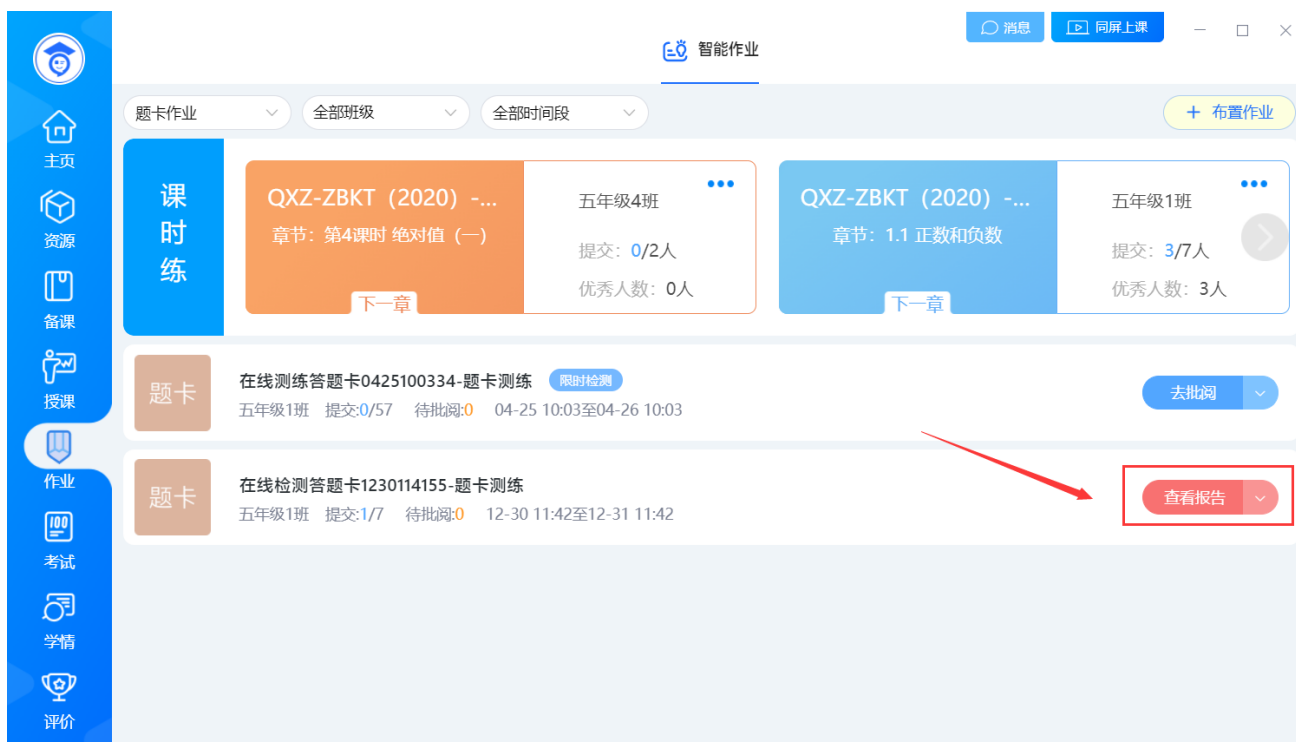 消息
同屏上课
智能作业
题卡作业
全部班级
全部时间段
+ 布置作业
主页
资源
备课
授课
作业
100
考试
学情
评价
课时练
QXZ-ZBKT（2020）-...
章节：第4课时 绝对值（一）
下一章
五年级4班
提交：0/2人
优秀人数：0人
QXZ-ZBKT（2020）-...
章节：1.1 正数和负数
下一章
五年级1班
提交：3/7人
优秀人数：3人
题卡
在线测练答题卡0425100334-题卡测练 限时检测
五年级1班 提交:0/57 待批阅:0 04-25 10:03至04-26 10:03
去批阅
题卡
在线检测答题卡1230114155-题卡测练
五年级1班 提交:1/7 待批阅:0 12-30 11:42至12-31 11:42
查看报告